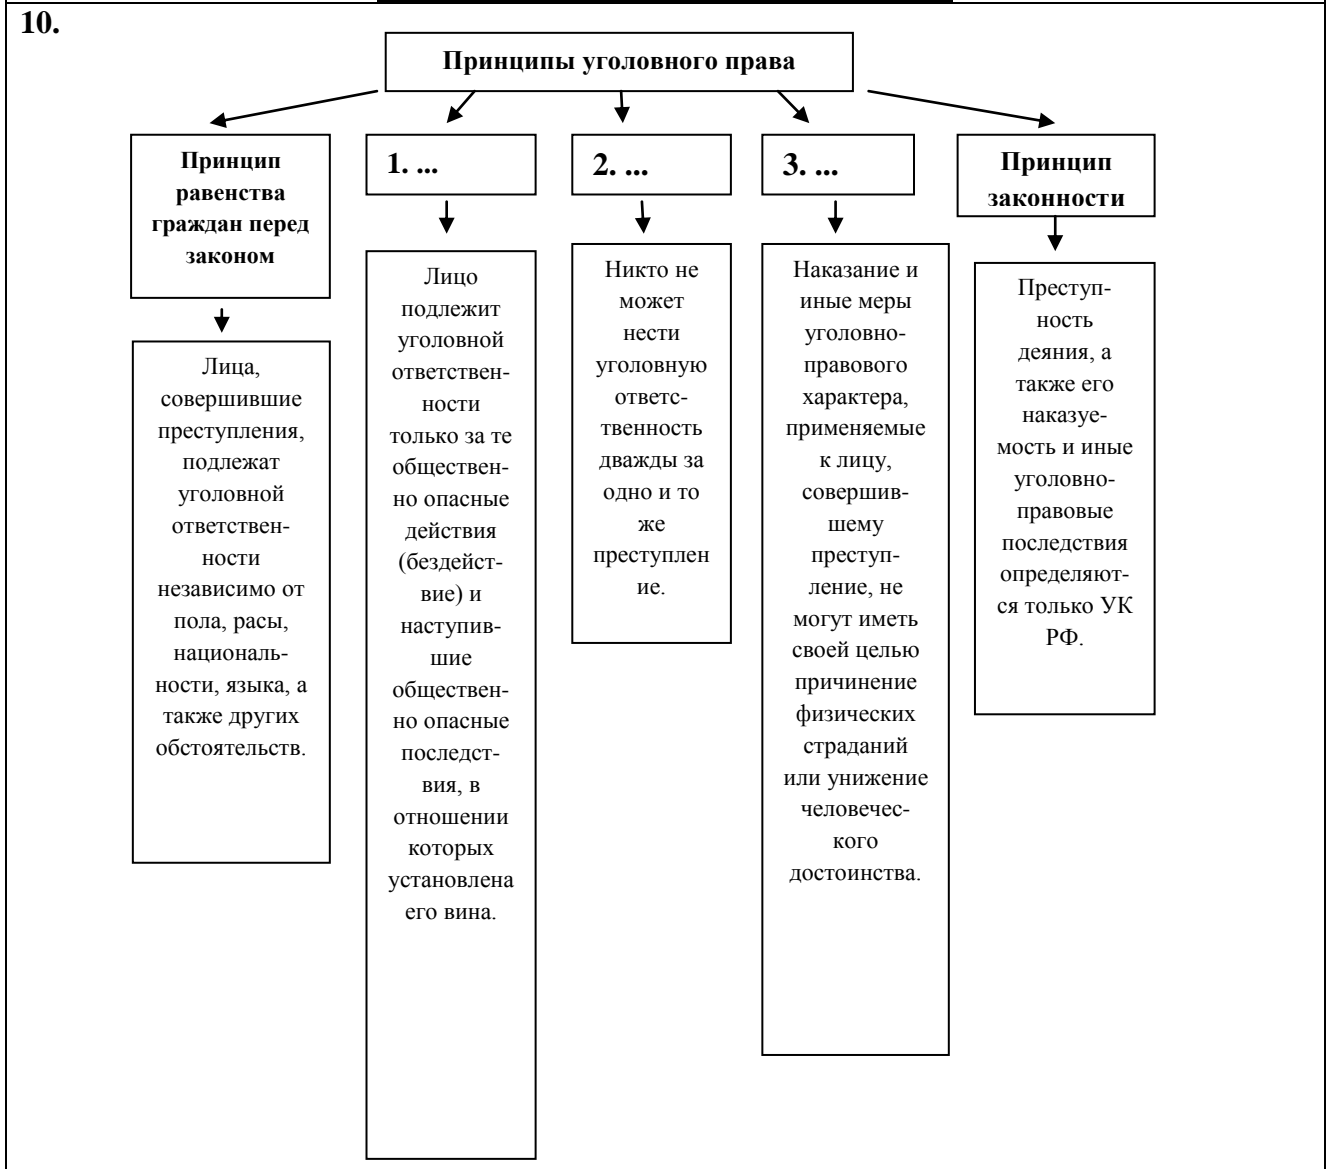 10.
Принципы уголовного права
Принцип
равенства
граждан перед
законом
1. ...
2. ...
3. ...
Принцип
законности
Лица,
совершившие
преступления,
подлежат
уголовной
ответствен-
ности
независимо от
пола, расы,
националь-
ности, языка, а
также других
обстоятельств.
Лицо
подлежит
уголовной
ответствен-
ности
только за те
обществен-
но опасные
действия
(бездейст-
вие) и
наступив-
шие
обществен-
но опасные
последст-
вия, в
отношении
которых
установлена
его вина.
Никто не
может
нести
уголовную
ответс-
твенность
дважды за
одно и то
же
преступлен
ие.
Наказание и
иные меры
уголовно-
правового
характера,
применяемые
к лицу,
совершив-
шему
преступ-
ление, не
могут иметь
своей целью
причинение
физических
страданий
или унижение
человечес-
кого
достоинства.
Преступ-
ность
деяния, а
также его
наказуе-
мость и иные
уголовно-
правовые
последствия
определяют-
ся только УК
РФ.